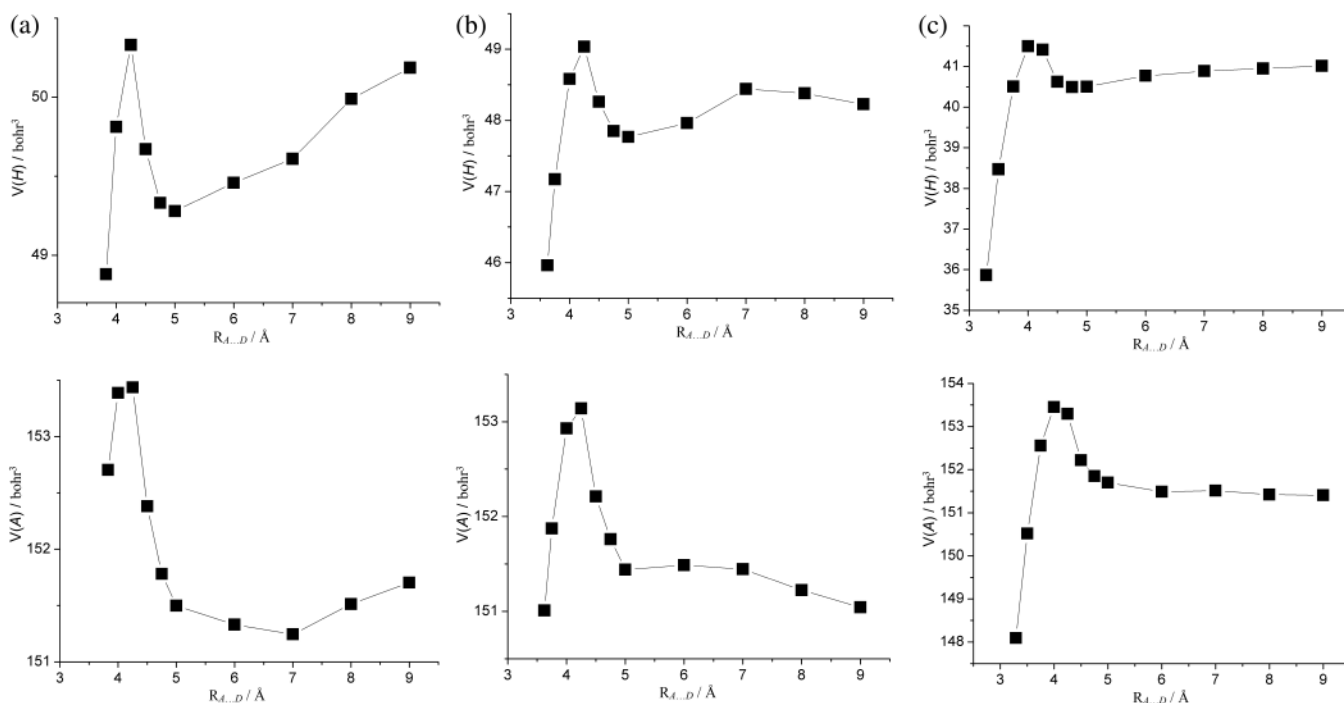 (a)
V(H) / bohr³
50
49
3 4 5 6 7 8 9
R_A...D / Å
(b)
V(H) / bohr³
49
48
47
46
3 4 5 6 7 8 9
R_A...D / Å
(c)
V(H) / bohr³
41
40
39
38
37
36
35
3 4 5 6 7 8 9
R_A...D / Å
V(A) / bohr³
153
152
151
3 4 5 6 7 8 9
R_A...D / Å
V(A) / bohr³
153
152
151
3 4 5 6 7 8 9
R_A...D / Å
V(A) / bohr³
154
153
152
151
150
149
148
3 4 5 6 7 8 9
R_A...D / Å